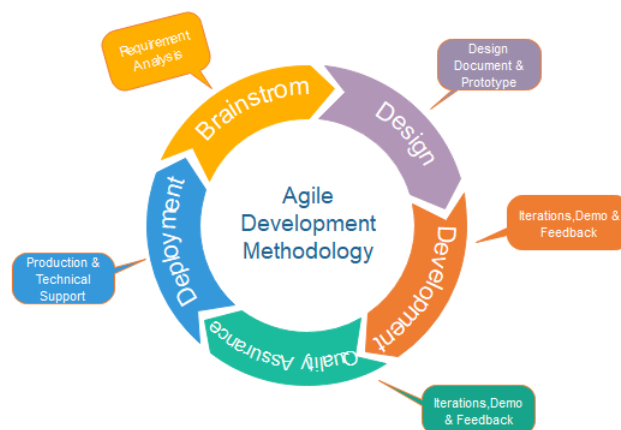 Requirement
Analysis
Brainstrom
Design
Document &
Prototype
Design
Iterations,Demo &
Feedback
Development
Agile
Development
Methodology
Quality Assurance
Iterations,Demo
& Feedback
Production &
Technical
Support
Deployment